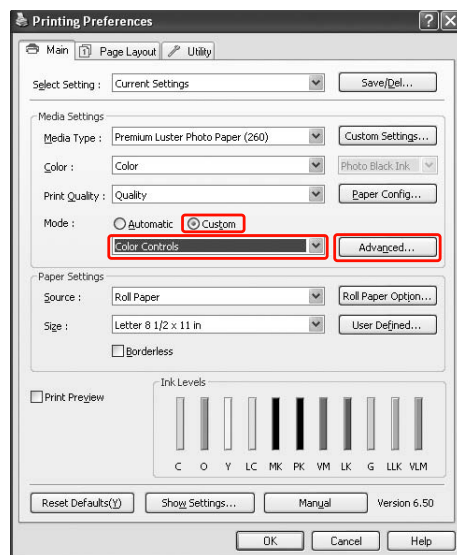 Printing Preferences
Main Page Layout Utility
Select Setting : Current Settings Save/Del...
Media Settings
Media Type : Premium Luster Photo Paper (260) Custom Settings...
Color : Color Photo Black Ink
Print Quality : Quality Paper Config...
Mode : Automatic Custom
Color Controls Advanced...
Paper Settings
Source : Roll Paper Roll Paper Option...
Size : Letter 8 1/2 x 11 in User Defined...
Borderless
Print Preview Ink Levels
C O Y LC MK PK VM LK G LLK VLM
Reset Defaults(Y) Show Settings... Manual Version 6.50
OK Cancel Help